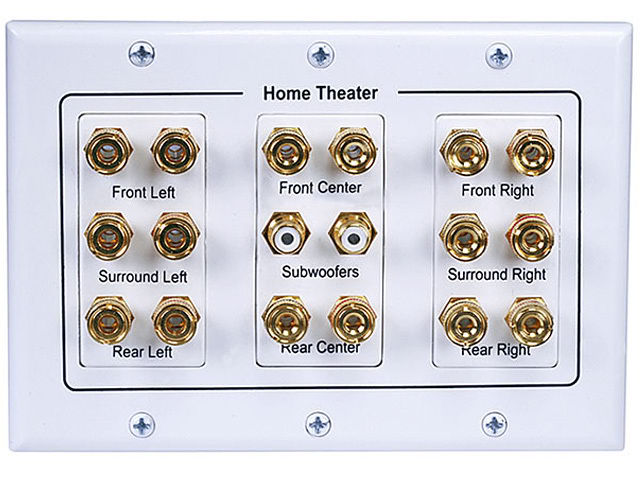 Home Theater
Front Left
Front Center
Front Right
Surround Left
Subwoofers
Surround Right
Rear Left
Rear Center
Rear Right